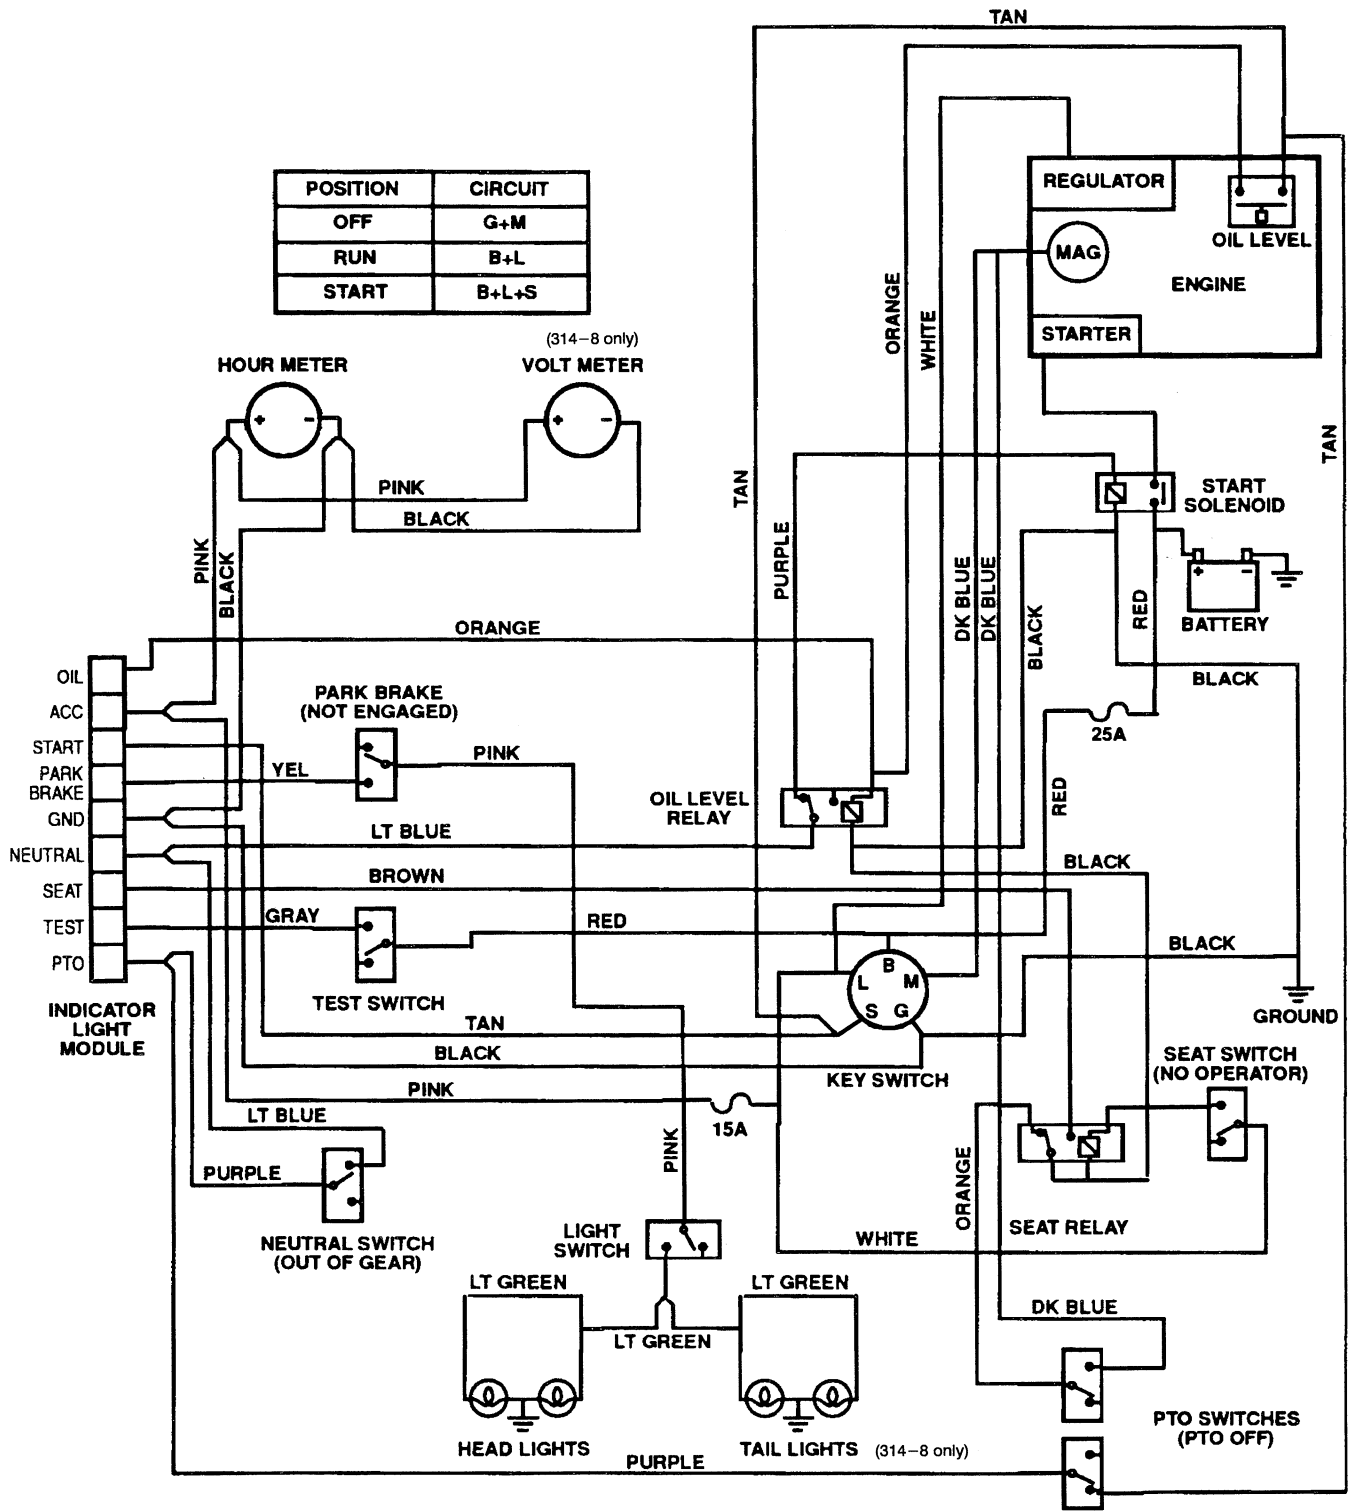 TAN
POSITION CIRCUIT
OFF G+M
RUN B+L
START B+L+S
REGULATOR
OIL LEVEL
MAG
ENGINE
STARTER
ORANGE
WHITE
(314-8 only)
HOUR METER
VOLT METER
+ -
+ -
TAN
TAN
PINK
BLACK
START
SOLENOID
PURPLE
PINK
BLACK
DK BLUE
DK BLUE
BLACK
RED
+ -
BATTERY
ORANGE
BLACK
OIL
ACC
START
PARK
BRAKE
GND
NEUTRAL
SEAT
TEST
PTO
INDICATOR
LIGHT
MODULE
PARK BRAKE
(NOT ENGAGED)
PINK
YEL
25A
RED
OIL LEVEL
RELAY
LT BLUE
BLACK
BROWN
GRAY
RED
BLACK
TEST SWITCH
B
L
M
S
G
KEY SWITCH
GROUND
TAN
BLACK
PINK
15A
SEAT SWITCH
(NO OPERATOR)
LT BLUE
PURPLE
PINK
ORANGE
NEUTRAL SWITCH
(OUT OF GEAR)
LIGHT
SWITCH
SEAT RELAY
WHITE
LT GREEN
LT GREEN
LT GREEN
DK BLUE
HEAD LIGHTS
TAIL LIGHTS (314-8 only)
PTO SWITCHES
(PTO OFF)
PURPLE